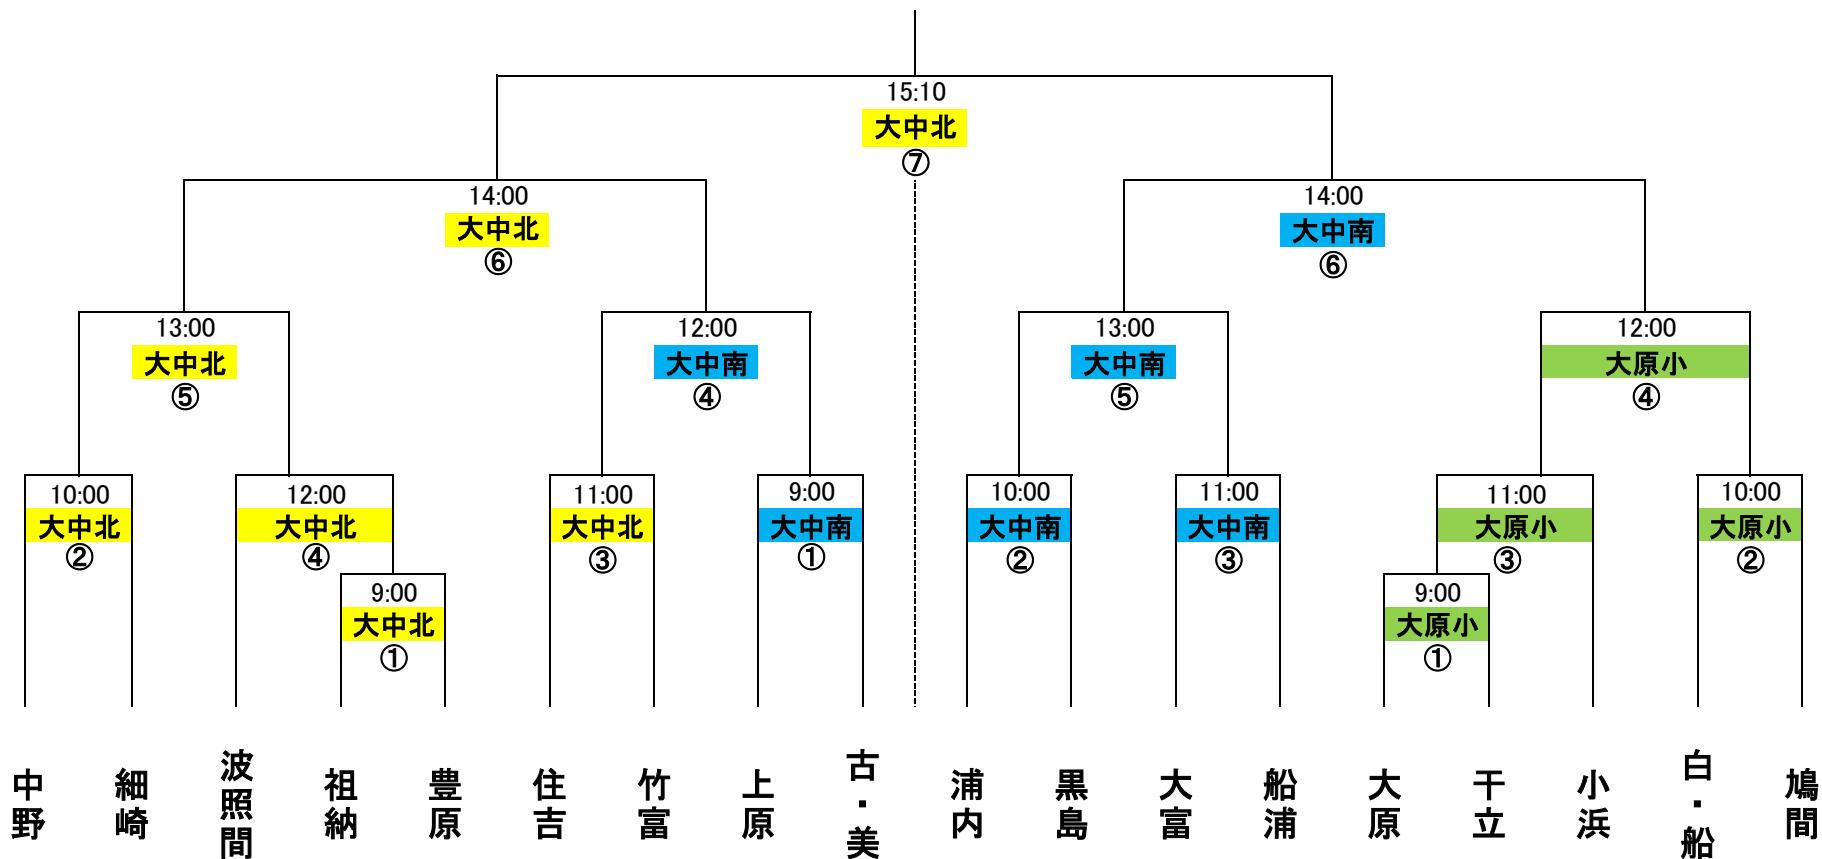 15:10
大中北
⑦
14:00
大中北
⑥
14:00
大中南
⑥
13:00
大中北
⑤
12:00
大中南
④
13:00
大中南
⑤
12:00
大原小
④
10:00
大中北
②
12:00
大中北
④
11:00
大中北
③
9:00
大中南
①
10:00
大中南
②
11:00
大中南
③
11:00
大原小
③
10:00
大原小
②
9:00
大中北
①
9:00
大原小
①
中野
細崎
波照間
祖納
豊原
住吉
竹富
上原
古・美
浦内
黒島
大富
船浦
大原
干立
小浜
白・船
鳩間